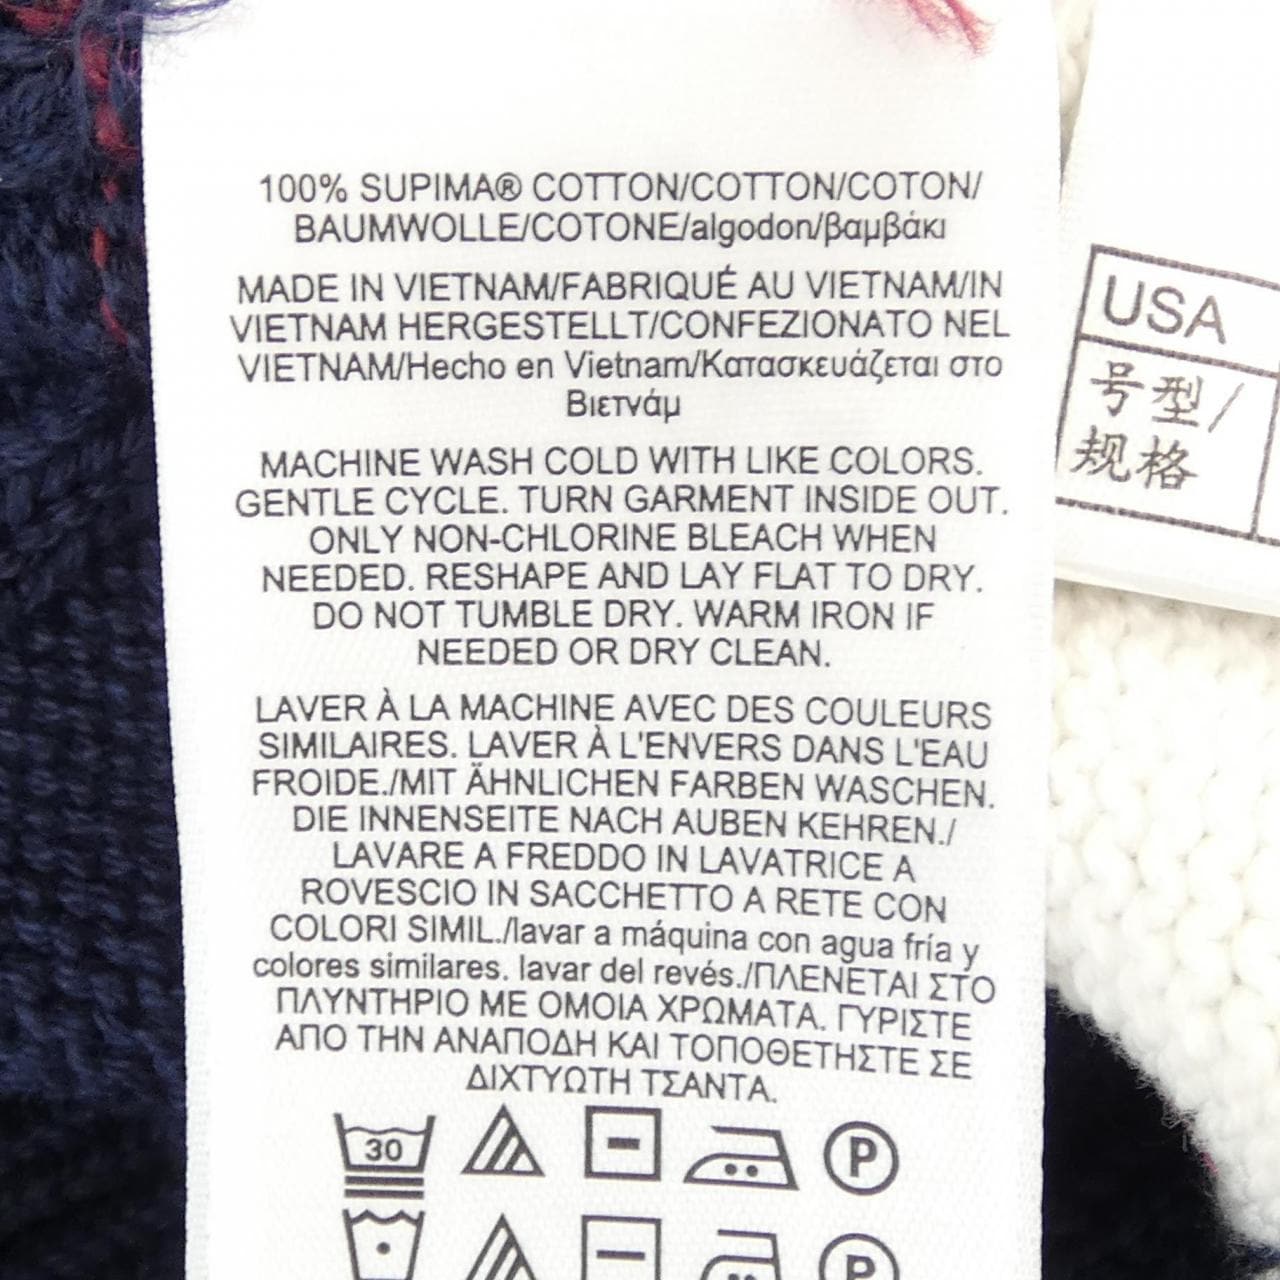 100% SUPIMA® COTTON/COTTON/COTON/
BAUMWOLLE/COTONE/algodon/βαμβάκι
MADE IN VIETNAM/FABRIQUÉ AU VIETNAM/IN
VIETNAM HERGESTELLT/CONFEZIONATO NEL
VIETNAM/Hecho en Vietnam/Κατασκευάζεται στο
Βιετνάμ
MACHINE WASH COLD WITH LIKE COLORS.
GENTLE CYCLE. TURN GARMENT INSIDE OUT.
ONLY NON-CHLORINE BLEACH WHEN
NEEDED. RESHAPE AND LAY FLAT TO DRY.
DO NOT TUMBLE DRY. WARM IRON IF
NEEDED OR DRY CLEAN.
LAVER À LA MACHINE AVEC DES COULEURS
SIMILAIRES. LAVER À L'ENVERS DANS L'EAU
FROIDE./MIT ÄHNLICHEN FARBEN WASCHEN.
DIE INNENSEITE NACH AUBEN KEHREN./
LAVARE A FREDDO IN LAVATRICE A
ROVESCIO IN SACCHETTO A RETE CON
COLORI SIMIL./lavar a máquina con agua fría y
colores similares. lavar del revés./ΠΛΕΝΕΤΑΙ ΣΤΟ
ΠΛΥΝΤΗΡΙΟ ΜΕ ΟΜΟΙΑ ΧΡΩΜΑΤΑ. ΓΥΡΙΣΤΕ
ΑΠΟ ΤΗΝ ΑΝΑΠΟΔΗ ΚΑΙ ΤΟΠΟΘΕΤΗΣΤΕ ΣΕ
ΔΙΧΤΥΩΤΗ ΤΣΑΝΤΑ.
30
P
P
USA
号型/
规格